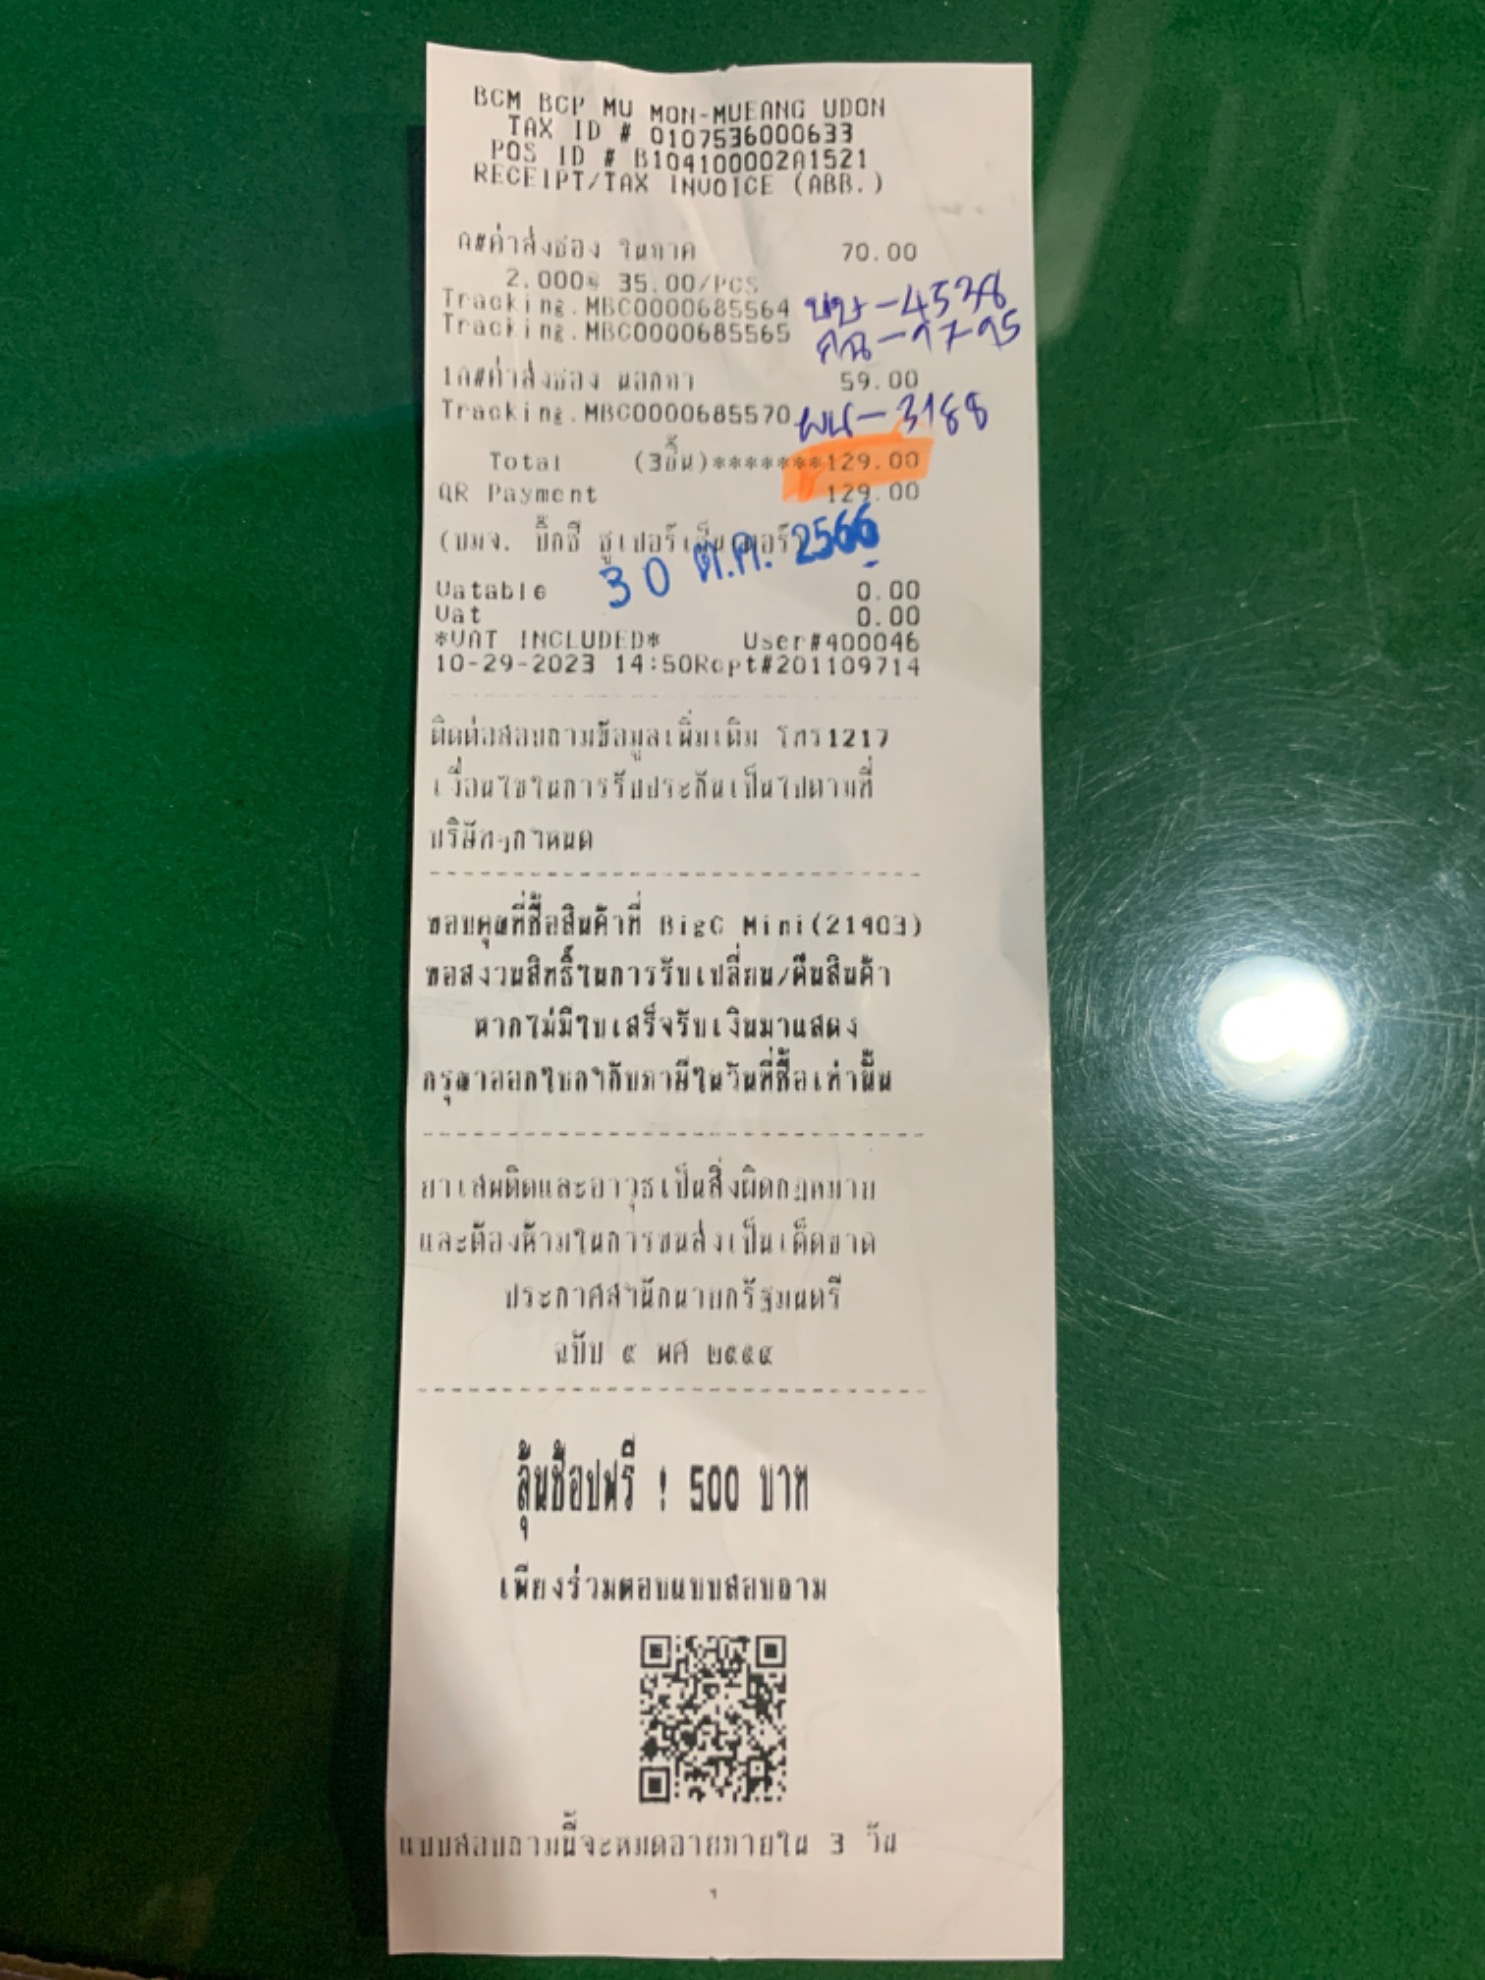 BCM BCP MU MON-MUEANG UDON
TAX ID # 0107536000633
POS ID # B104100002A1521
RECEIPT/TAX INVOICE (ABB.)
A#ค่าส่งซอง ในภาค 70.00
2.000@ 35.00/PCS
Tracking.MBC0000685564 บษ-4538
Tracking.MBC0000685565
1A#ค่าส่งซอง นอกภา 59.00
Tracking.MBC0000685570 ผน-3188
Total (3ชิ้น)*******129.00
QR Payment 129.00
(บมจ. บิ๊กซี ซูเปอร์เซ็นเตอร์)
30 ต.ค. 2566
Vatable 0.00
Vat 0.00
*VAT INCLUDED* User#400046
10-29-2023 14:50Rcpt#201109714
ติดต่อสอบถามข้อมูลเพิ่มเติม โทร1217
เงื่อนไขในการรับประกันเป็นไปตามที่
บริษัทฯกำหนด
ขอบคุณที่ซื้อสินค้าที่ BigC Mini(21403)
ขอสงวนสิทธิ์ในการรับเปลี่ยน/คืนสินค้า
หากไม่มีใบเสร็จรับเงินมาแสดง
กรุณาออกใบกำกับภาษีในวันที่ซื้อเท่านั้น
ยาเสพติดและอาวุธเป็นสิ่งผิดกฎหมาย
และต้องห้ามในการขนส่งเป็นเด็ดขาด
ประกาศสำนักนายกรัฐมนตรี
ฉบับ ๙ พศ ๒๕๕๔
ลุ้นช้อปฟรี ! 500 บาท
เพียงร่วมตอบแบบสอบถาม
แบบสอบถามนี้จะหมดอายุภายใน 3 วัน